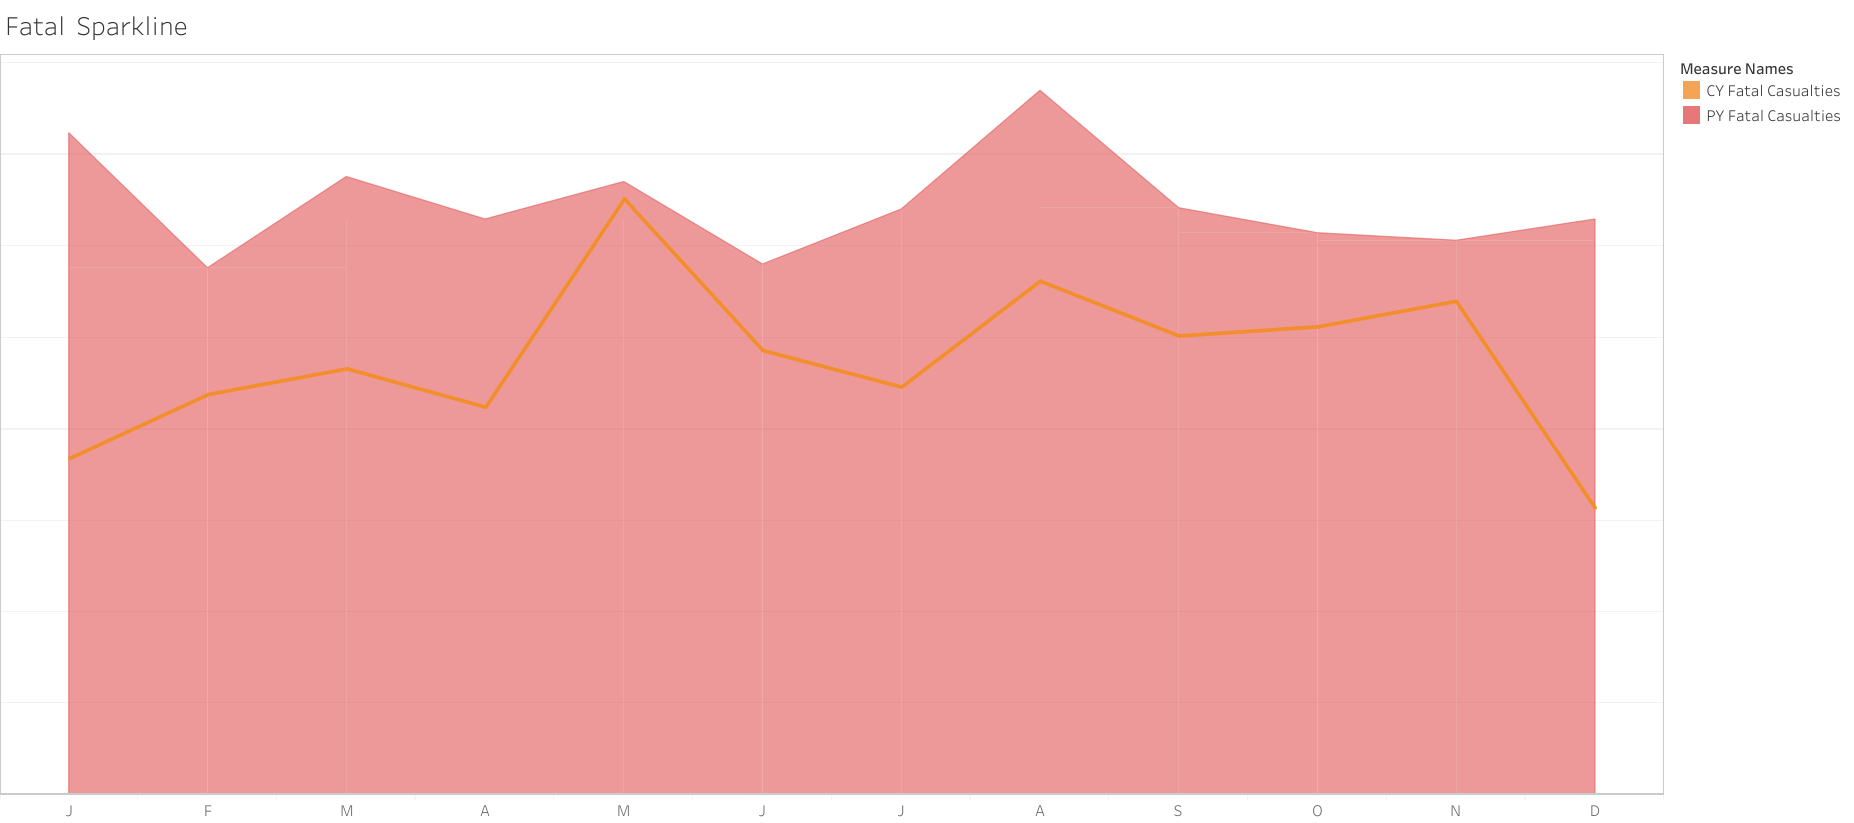 Fatal Sparkline
Measure Names
CY Fatal Casualties
PY Fatal Casualties
J F M A M J J A S O N D